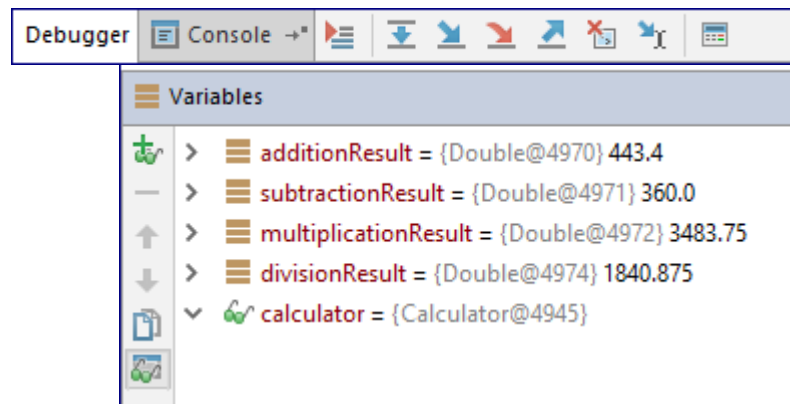 Debugger Console
Variables
additionResult = {Double@4970} 443.4
subtractionResult = {Double@4971} 360.0
multiplicationResult = {Double@4972} 3483.75
divisionResult = {Double@4974} 1840.875
calculator = {Calculator@4945}